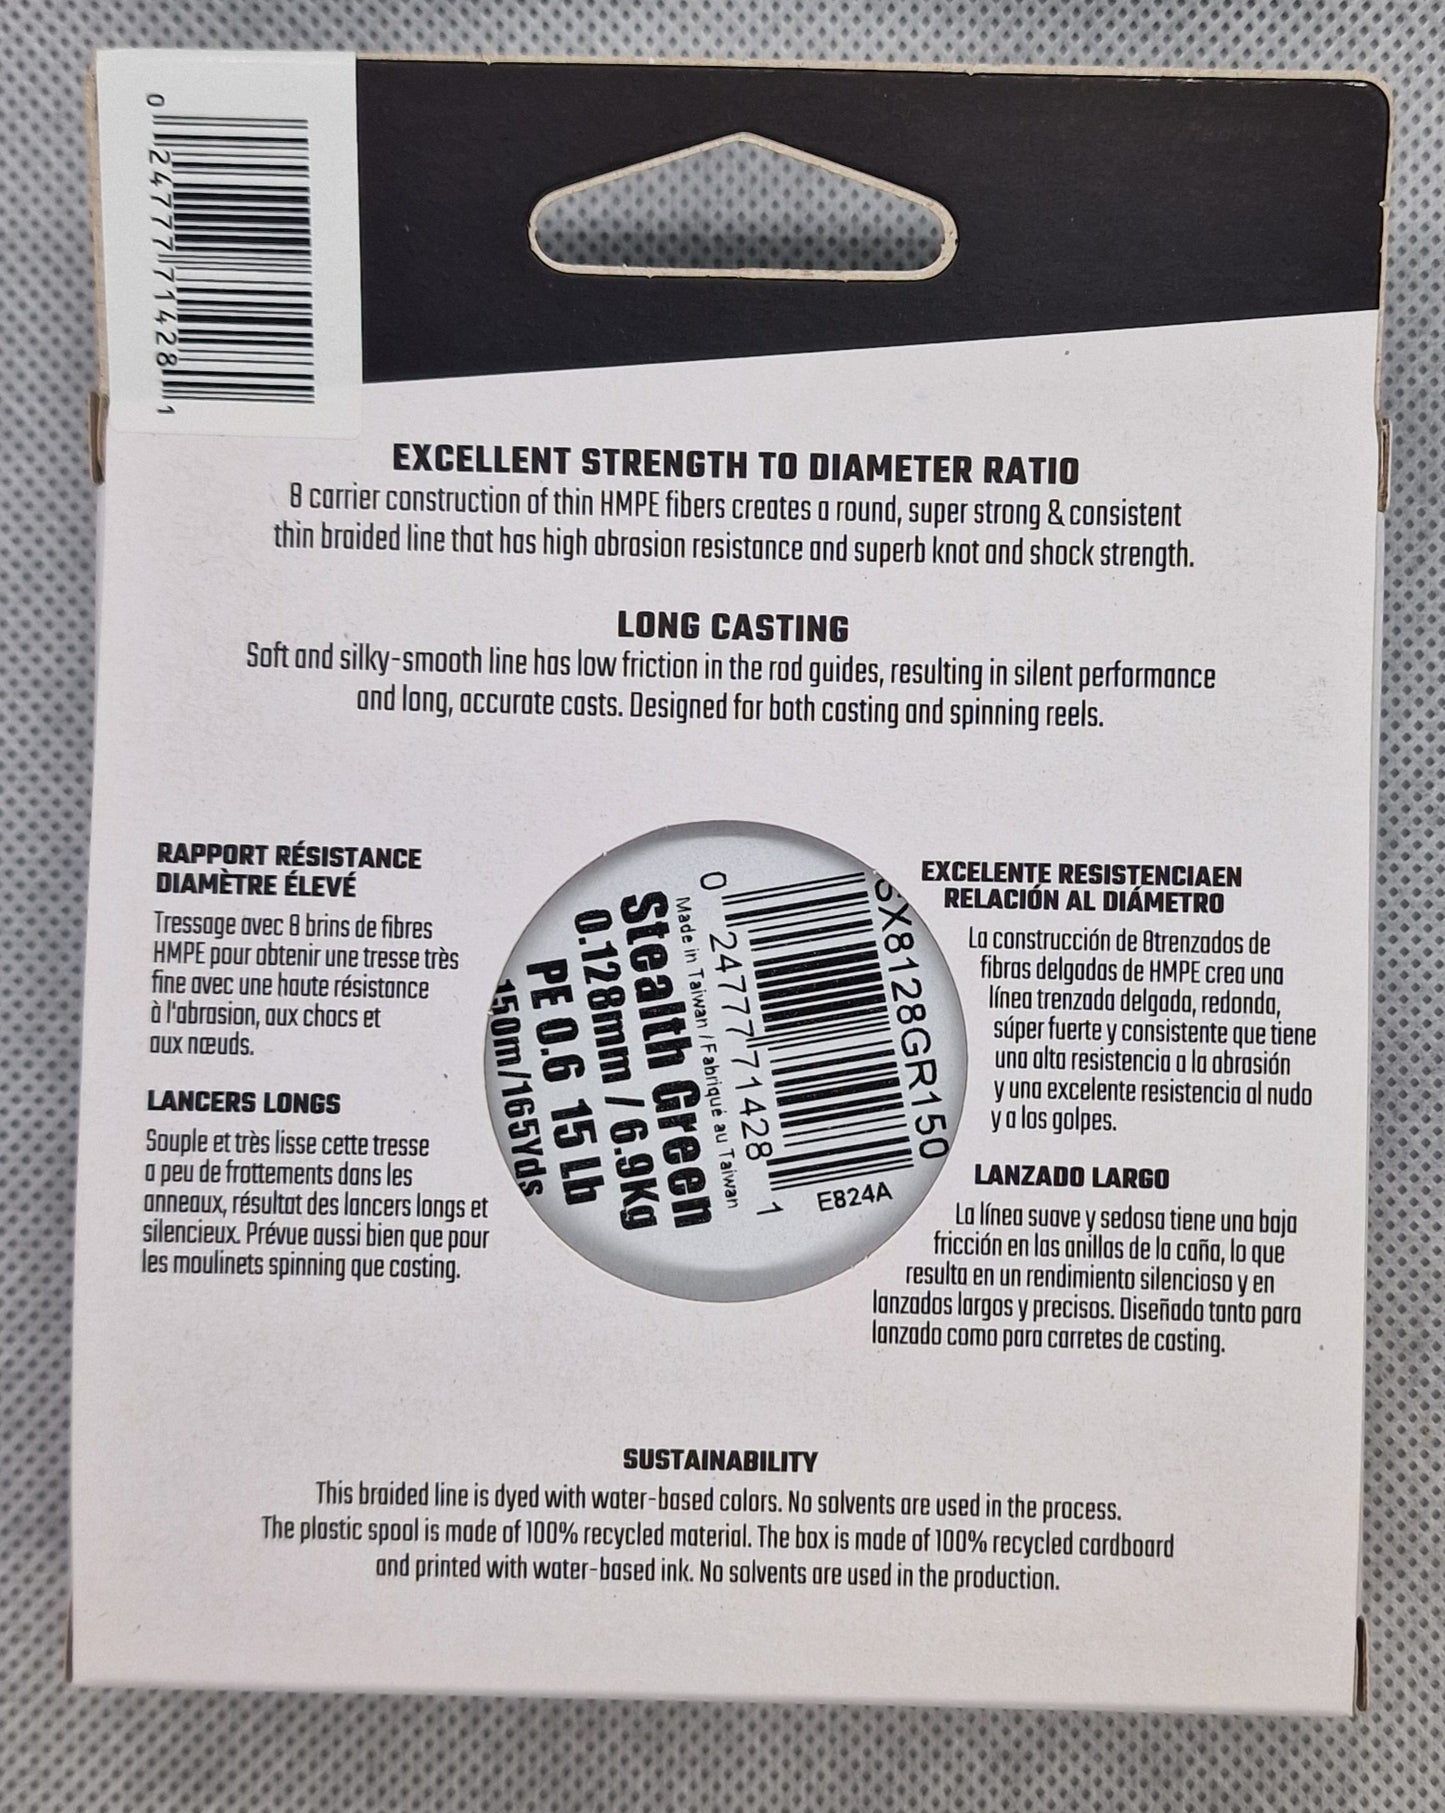 0 24777 71428 1
EXCELLENT STRENGTH TO DIAMETER RATIO
8 carrier construction of thin HMPE fibers creates a round, super strong & consistent
thin braided line that has high abrasion resistance and superb knot and shock strength.
LONG CASTING
Soft and silky-smooth line has low friction in the rod guides, resulting in silent performance
and long, accurate casts. Designed for both casting and spinning reels.
RAPPORT RÉSISTANCE
DIAMÈTRE ÉLEVÉ
Tressage avec 8 brins de fibres
HMPE pour obtenir une tresse très
fine avec une haute résistance
à l'abrasion, aux chocs et
aux nœuds.
LANCERS LONGS
Souple et très lisse cette tresse
a peu de frottements dans les
anneaux, résultat des lancers longs et
silencieux. Prévue aussi bien que pour
les moulinets spinning que casting.
SX8128GR150
E824A
0 24777 71428 1
Made in Taiwan / Fabriqué au Taiwan
Stealth Green
0.128mm / 6.9Kg
PE 0.6 15 Lb
150m/165Yds
EXCELENTE RESISTENCIAEN
RELACIÓN AL DIÁMETRO
La construcción de 8trenzados de
fibras delgadas de HMPE crea una
línea trenzada delgada, redonda,
súper fuerte y consistente que tiene
una alta resistencia a la abrasión
y una excelente resistencia al nudo
y a los golpes.
LANZADO LARGO
La línea suave y sedosa tiene una baja
fricción en las anillas de la caña, lo que
resulta en un rendimiento silencioso y en
lanzados largos y precisos. Diseñado tanto para
lanzado como para carretes de casting.
SUSTAINABILITY
This braided line is dyed with water-based colors. No solvents are used in the process.
The plastic spool is made of 100% recycled material. The box is made of 100% recycled cardboard
and printed with water-based ink. No solvents are used in the production.